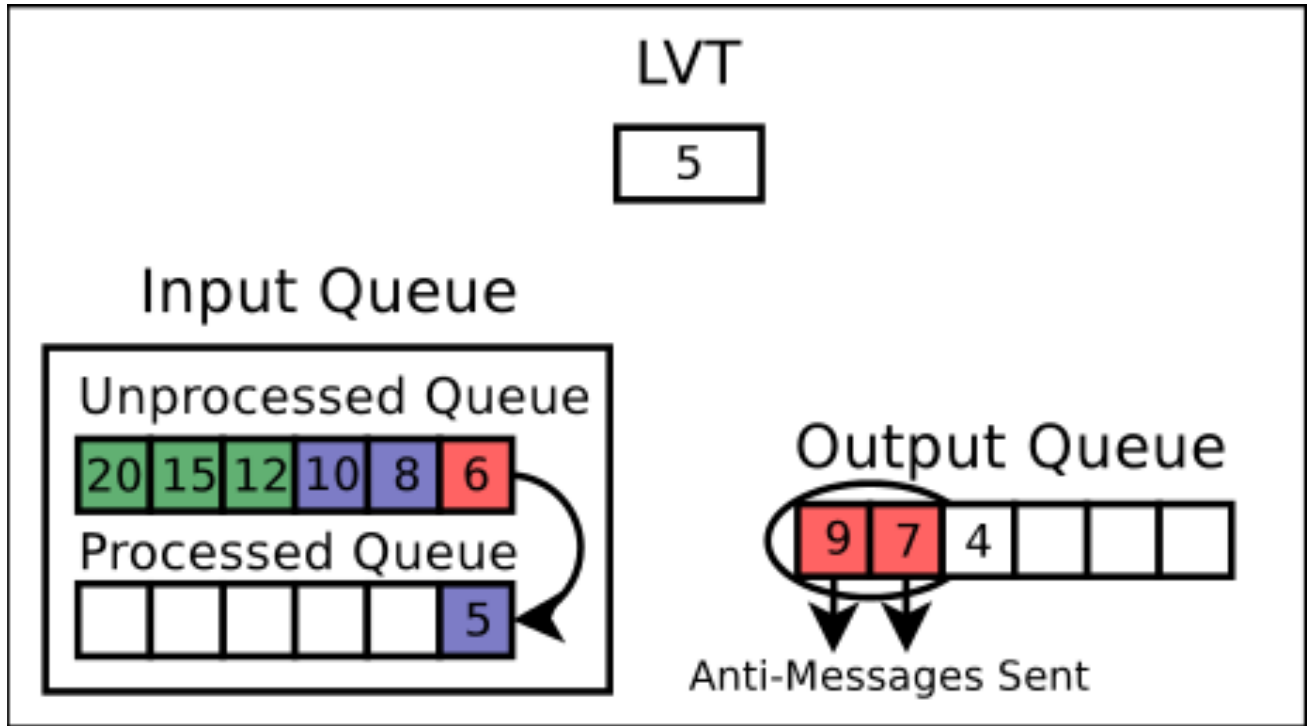 LVT
5
Input Queue
Unprocessed Queue
20 15 12 10 8 6
Processed Queue
5
Output Queue
9 7 4
Anti-Messages Sent